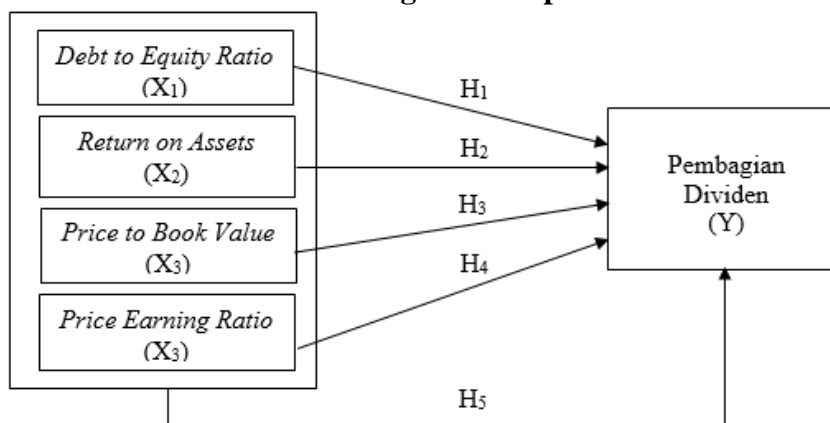 Debt to Equity Ratio
(X₁)
H₁
Return on Assets
(X₂)
H₂
Price to Book Value
(X₃)
H₃
Price Earning Ratio
(X₃)
H₄
Pembagian
Dividen
(Y)
H₅